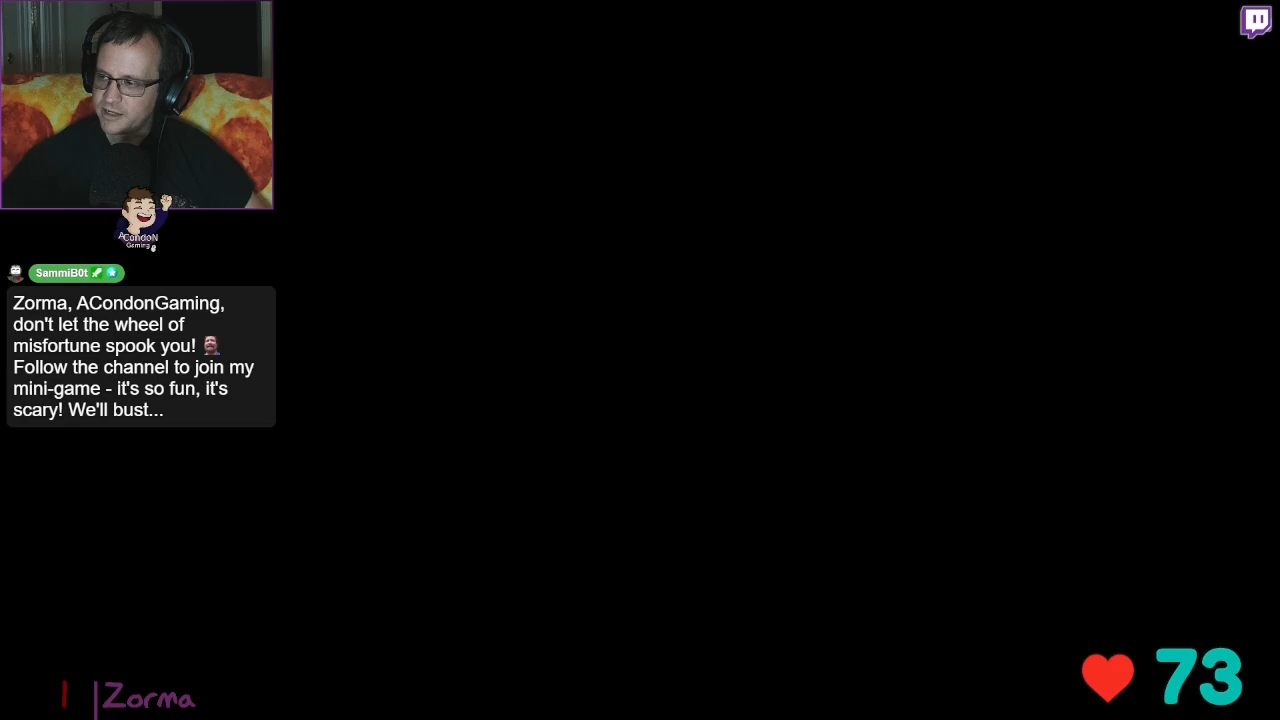 ACondoN
Gaming
SammiB0t
Zorma, ACondonGaming,
don't let the wheel of
misfortune spook you!
Follow the channel to join my
mini-game - it's so fun, it's
scary! We'll bust...
73
Zorma